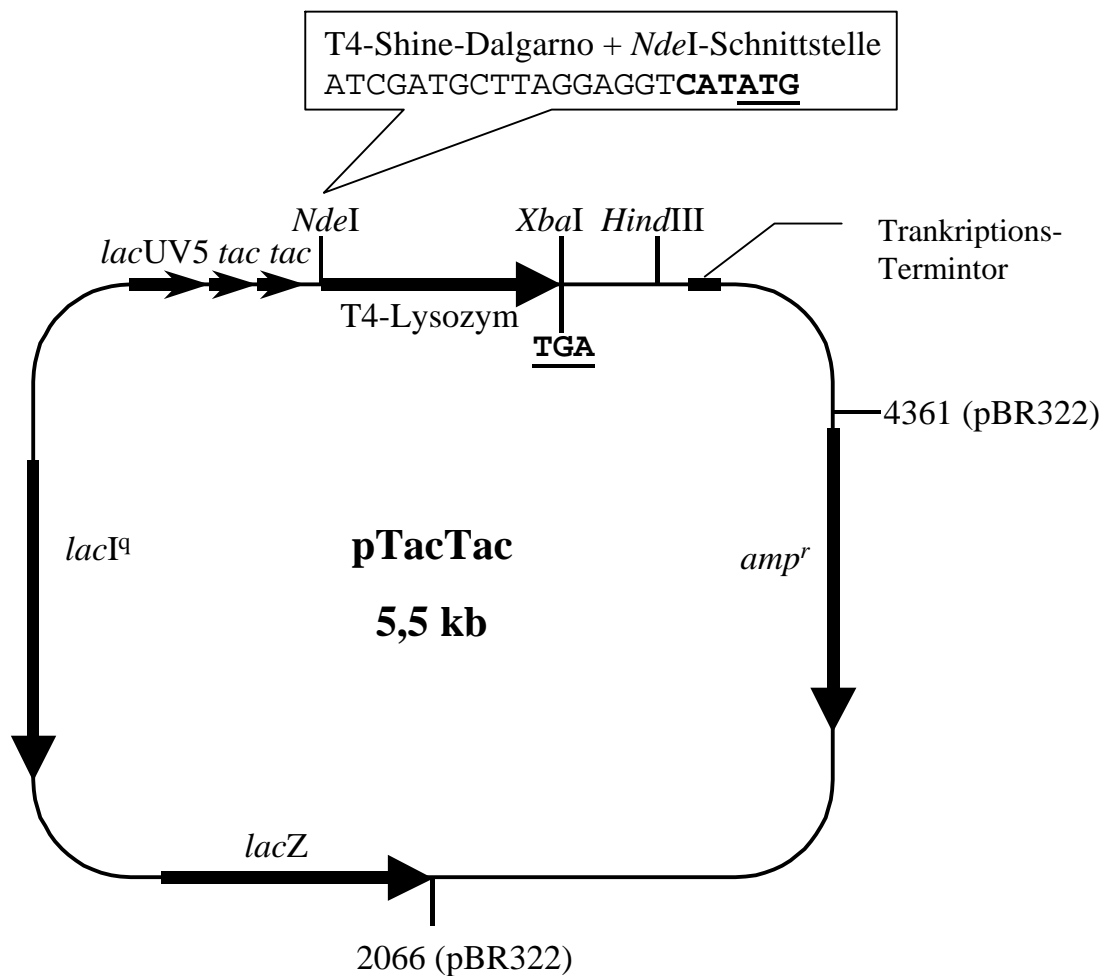 T4-Shine-Dalgarno + NdeI-Schnittstelle
ATCGATGCTTAGGAGGTCATATG
NdeI
XbaI
HindIII
lacUV5 tac tac
Trankriptions-
Termintor
T4-Lysozym
TGA
4361 (pBR322)
lacIq
pTacTac
5,5 kb
ampr
lacZ
2066 (pBR322)